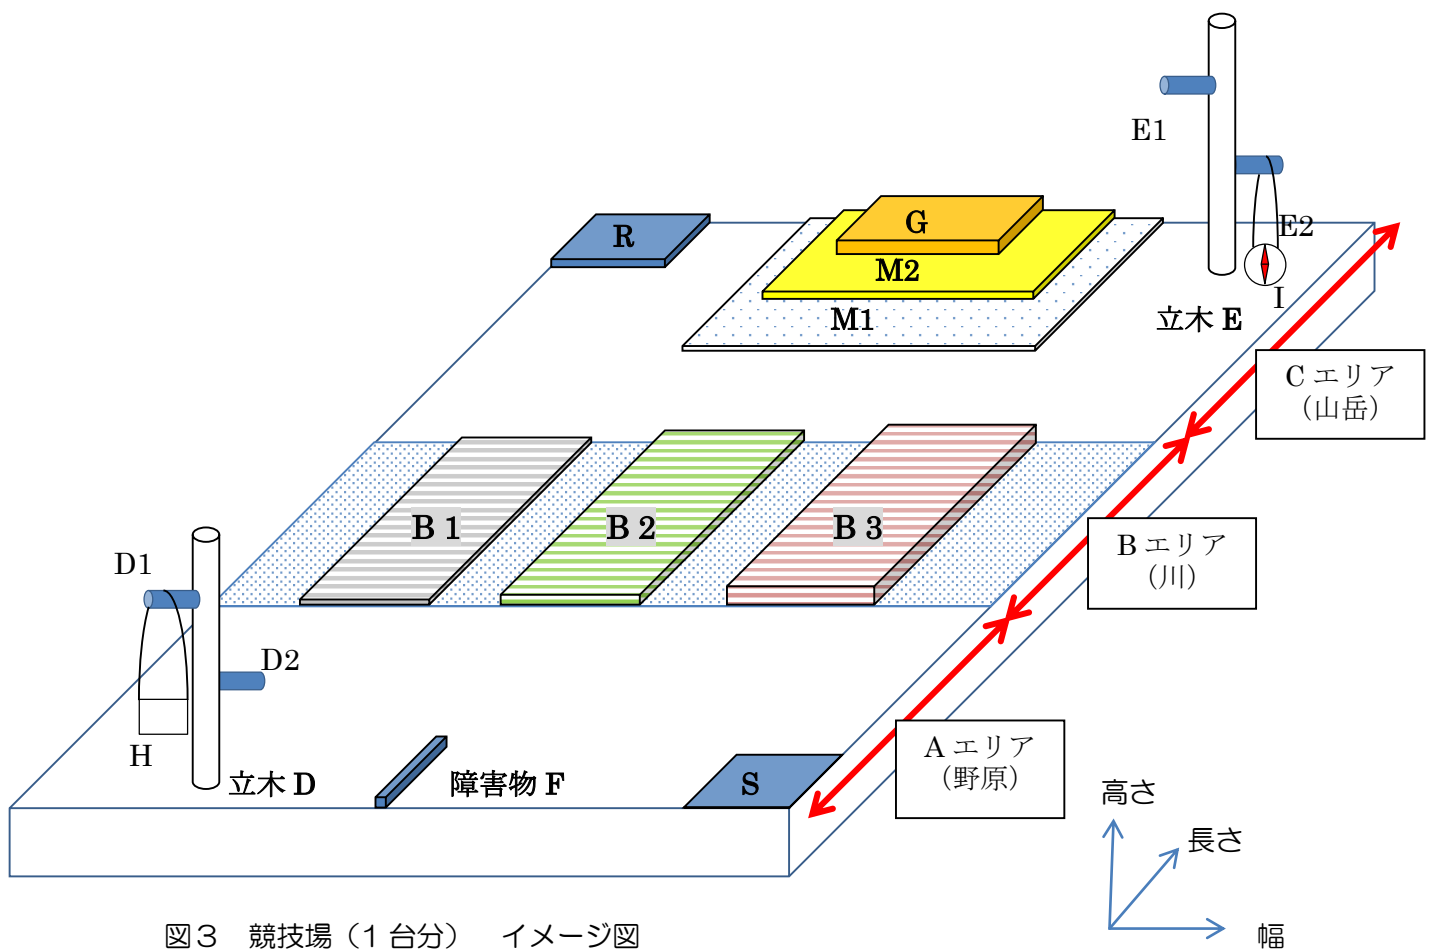 E1
E2
R
G
M2
M1
I
立木 E
C エリア
（山岳）
B 1
B 2
B 3
B エリア
（川）
D1
D2
H
立木 D
障害物 F
S
A エリア
（野原）
高さ
長さ
幅
図３　競技場（1 台分）　イメージ図